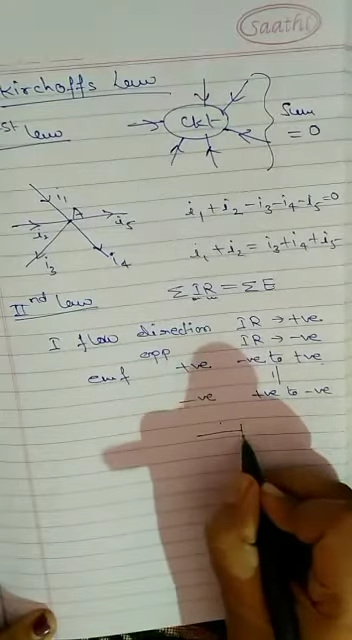 Saathi
Kirchoffs Law
Ist Law
Ckt
Sum
= 0
A
i1
i2
i5
i3
i4
i1 + i2 - i3 - i4 - i5 = 0
i1 + i2 = i3 + i4 + i5
IInd Law
Σ IR = Σ E
I flow direction IR → +ve
opp IR → -ve
emf +ve -ve to +ve
-ve +ve to -ve